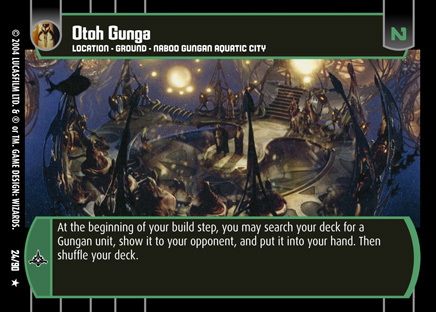 Otoh Gunga
LOCATION - GROUND - NABOO GUNGAN AQUATIC CITY
N
At the beginning of your build step, you may search your deck for a
Gungan unit, show it to your opponent, and put it into your hand. Then
shuffle your deck.
© 2004 LUCASFILM LTD. & ® or TM. GAME DESIGN: WIZARDS.
24/90